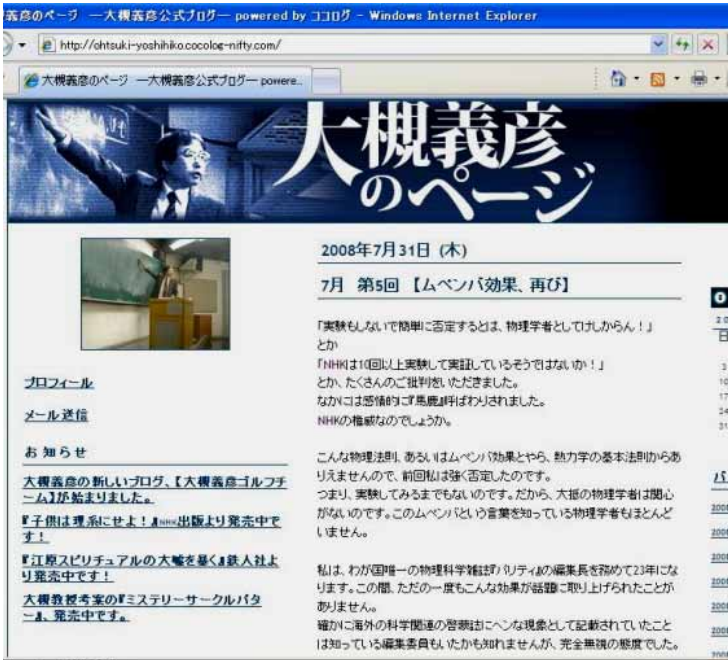 義彦のページ ―大槻義彦公式ブログ― powered by ココログ - Windows Internet Explorer
http://ohtsuki-yoshihiko.cocolog-nifty.com/
大槻義彦のページ ―大槻義彦公式ブログ― powere...
大槻義彦
のページ
2008年7月31日 (木)
7月 第5回 【ムペンバ効果、再び】
「実験もしないで簡単に否定するとは、物理学者としてけしからん！」
とか
「NHKは10回以上実験して実証しているそうではないか！」
とか、たくさんのご批判をいただきました。
なかには感情的に『馬鹿』呼ばわりされました。
NHKの権威なのでしょうか。
こんな物理法則、あるいはムペンバ効果とやら、熱力学の基本法則からあ
りえませんので、前回私は強く否定したのです。
つまり、実験してみるまでもないのです。だから、大抵の物理学者は関心
がないのです。このムペンバという言葉を知っている物理学者もほとんど
いません。
私は、わが国唯一の物理科学雑誌『パリティ』の編集長を務めて23年にな
ります。この間、ただの一度もこんな効果が話題に取り上げられたことが
ありません。
確かに海外の科学関連の啓蒙誌にヘンな現象として記載されていたこと
は知っている編集委員もいたかも知れませんが、完全無視の態度でした。
プロフィール
メール送信
お知らせ
大槻義彦の新しいブログ、【大槻義彦ゴルフチ
ーム】が始まりました。
『子供は理系にせよ！』NHK出版より発売中で
す！
『江原スピリチュアルの大嘘を暴く』鉄人社よ
り発売中です！
大槻教授考案の『ミステリーサークルパタ
ー』、発売中です。